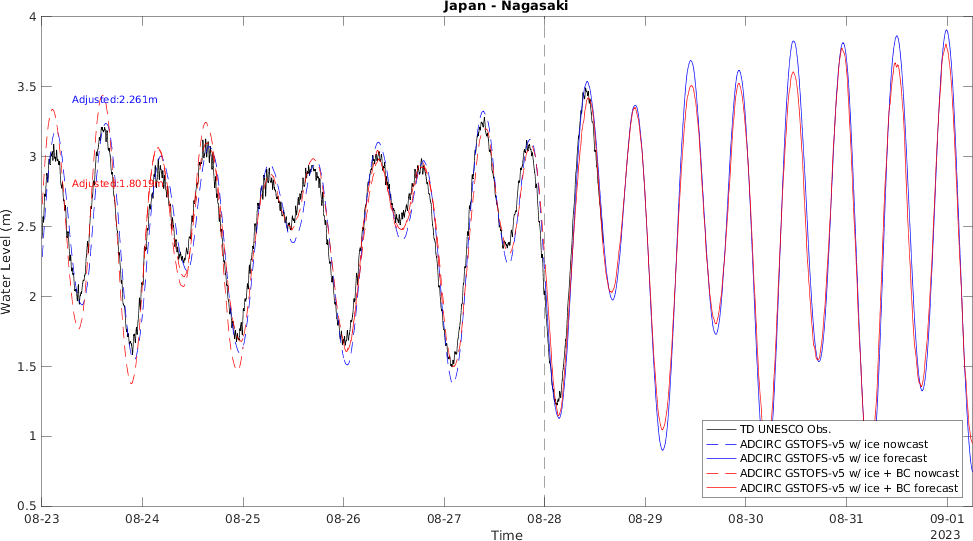 Japan - Nagasaki
4
3.5
3
2.5
2
1.5
1
0.5
Water Level (m)
Adjusted:2.261m
Adjusted:1.8019m
TD UNESCO Obs.
ADCIRC GSTOFS-v5 w/ ice nowcast
ADCIRC GSTOFS-v5 w/ ice forecast
ADCIRC GSTOFS-v5 w/ ice + BC nowcast
ADCIRC GSTOFS-v5 w/ ice + BC forecast
08-23 08-24 08-25 08-26 08-27 08-28 08-29 08-30 08-31 09-01
2023
Time